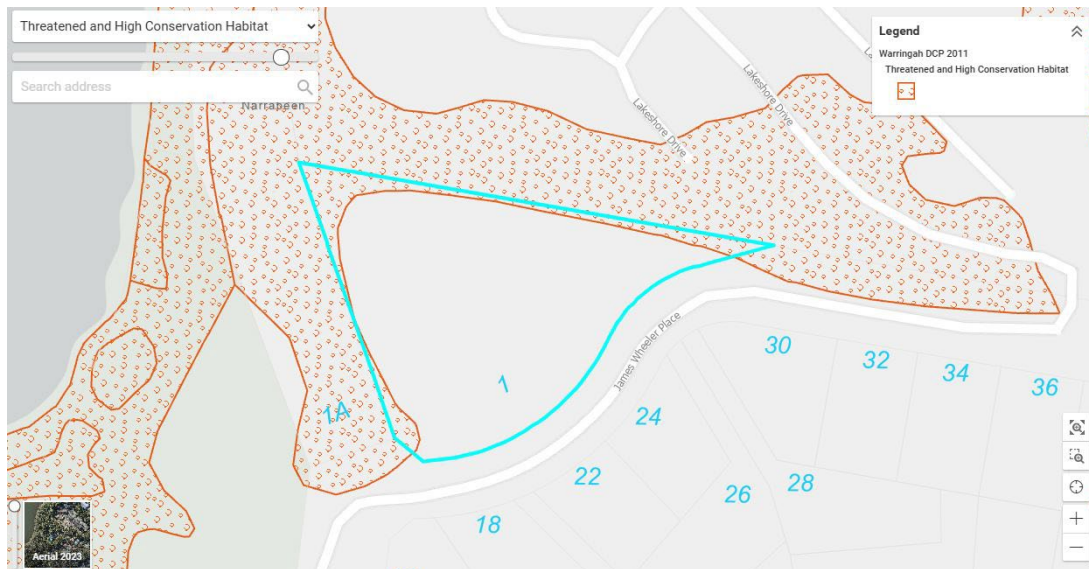 Threatened and High Conservation Habitat
Search address
Narrabeen
Legend
Warringah DCP 2011
Threatened and High Conservation Habitat
Lakeshore Drive
Lakeshore Drive
James Wheeler Place
1
1A
30
32
34
36
24
22
26
28
18
Aerial 2023